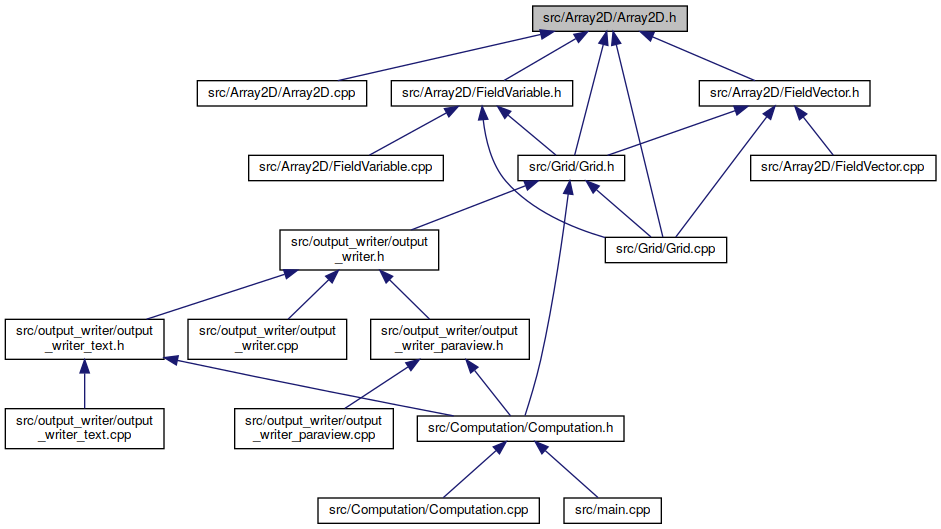 src/Array2D/Array2D.h
src/Array2D/Array2D.cpp
src/Array2D/FieldVariable.h
src/Array2D/FieldVector.h
src/Array2D/FieldVariable.cpp
src/Grid/Grid.h
src/Array2D/FieldVector.cpp
src/output_writer/output
_writer.h
src/Grid/Grid.cpp
src/output_writer/output
_writer_text.h
src/output_writer/output
_writer.cpp
src/output_writer/output
_writer_paraview.h
src/output_writer/output
_writer_text.cpp
src/output_writer/output
_writer_paraview.cpp
src/Computation/Computation.h
src/Computation/Computation.cpp
src/main.cpp